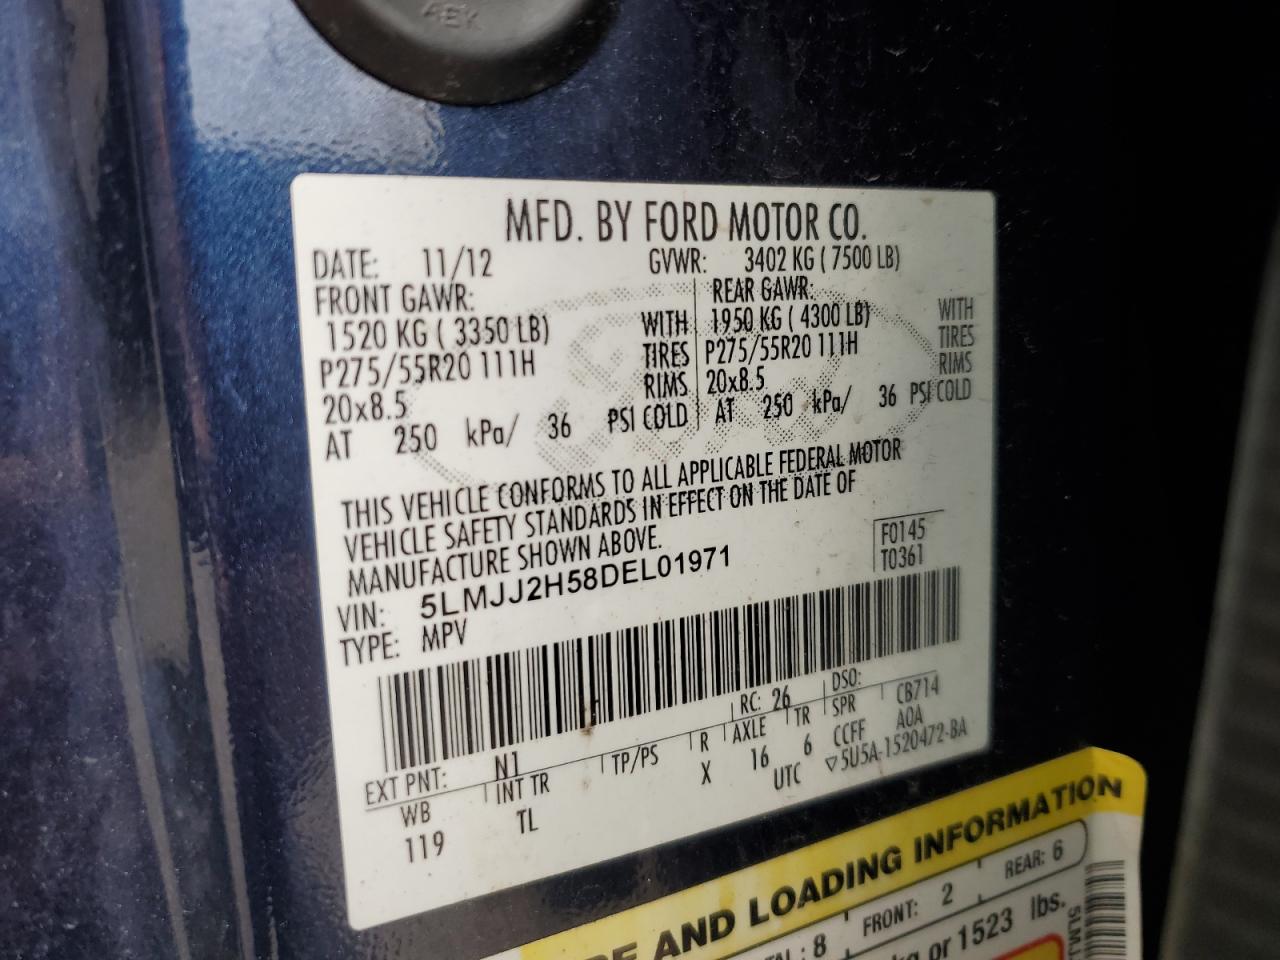 AEK
MFD. BY FORD MOTOR CO.
DATE: 11/12 GVWR: 3402 KG ( 7500 LB)
FRONT GAWR: REAR GAWR:
1520 KG ( 3350 LB) WITH 1950 KG ( 4300 LB) WITH
P275/55R20 111H TIRES P275/55R20 111H TIRES
20x8.5 RIMS 20x8.5 RIMS
AT 250 kPa/ 36 PSI COLD AT 250 kPa/ 36 PSI COLD
THIS VEHICLE CONFORMS TO ALL APPLICABLE FEDERAL MOTOR
VEHICLE SAFETY STANDARDS IN EFFECT ON THE DATE OF
MANUFACTURE SHOWN ABOVE.
F0145
T0361
VIN: 5LMJJ2H58DEL01971
TYPE: MPV
EXT PNT: N1 RC: 26 DSO:
WB INT TR TP/PS R AXLE TR SPR CB714
119 TL X 16 6 CCFF A0A
UTC ▽5U5A-1520472-BA
AND LOADING INFORMATION
: 8 FRONT: 2 REAR: 6
kg or 1523 lbs.
5LMJ